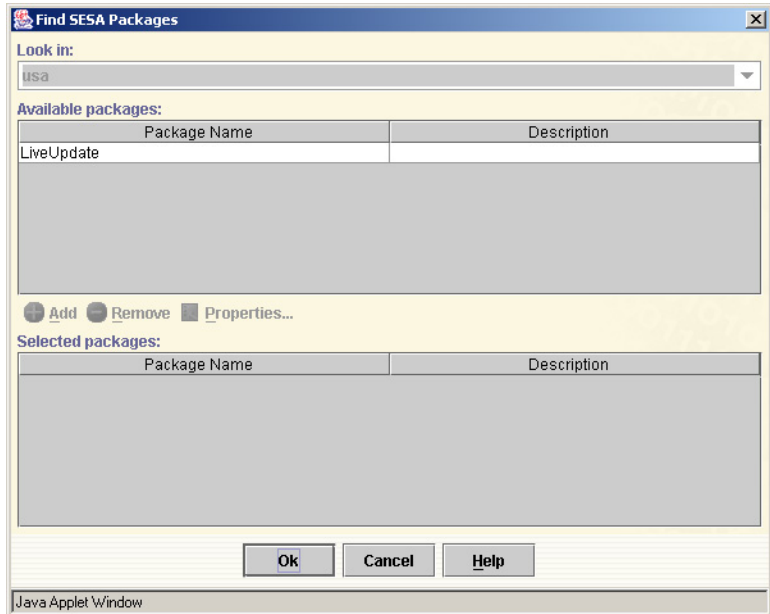 Find SESA Packages
Look in:
usa
Available packages:
Package Name Description
LiveUpdate
Add Remove Properties...
Selected packages:
Package Name Description
Ok Cancel Help
Java Applet Window